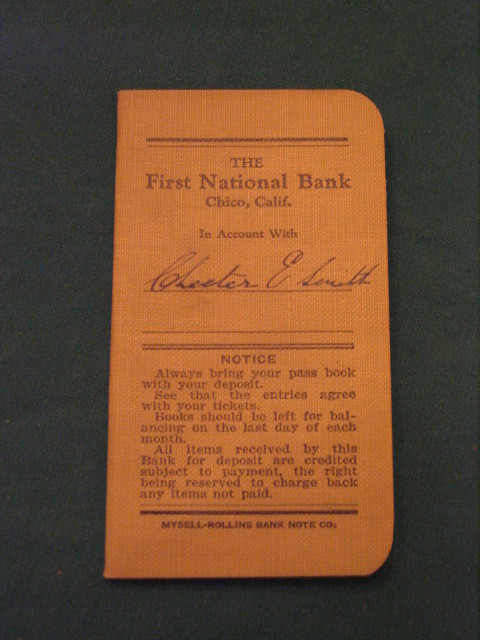 THE
First National Bank
Chico, Calif.
In Account With
Chester E Smith
NOTICE
Always bring your pass book
with your deposit.
See that the entries agree
with your tickets.
Books should be left for bal-
ancing on the last day of each
month.
All items received by this
Bank for deposit are credited
subject to payment, the right
being reserved to charge back
any items not paid.
MYSELL-ROLLINS BANK NOTE CO.